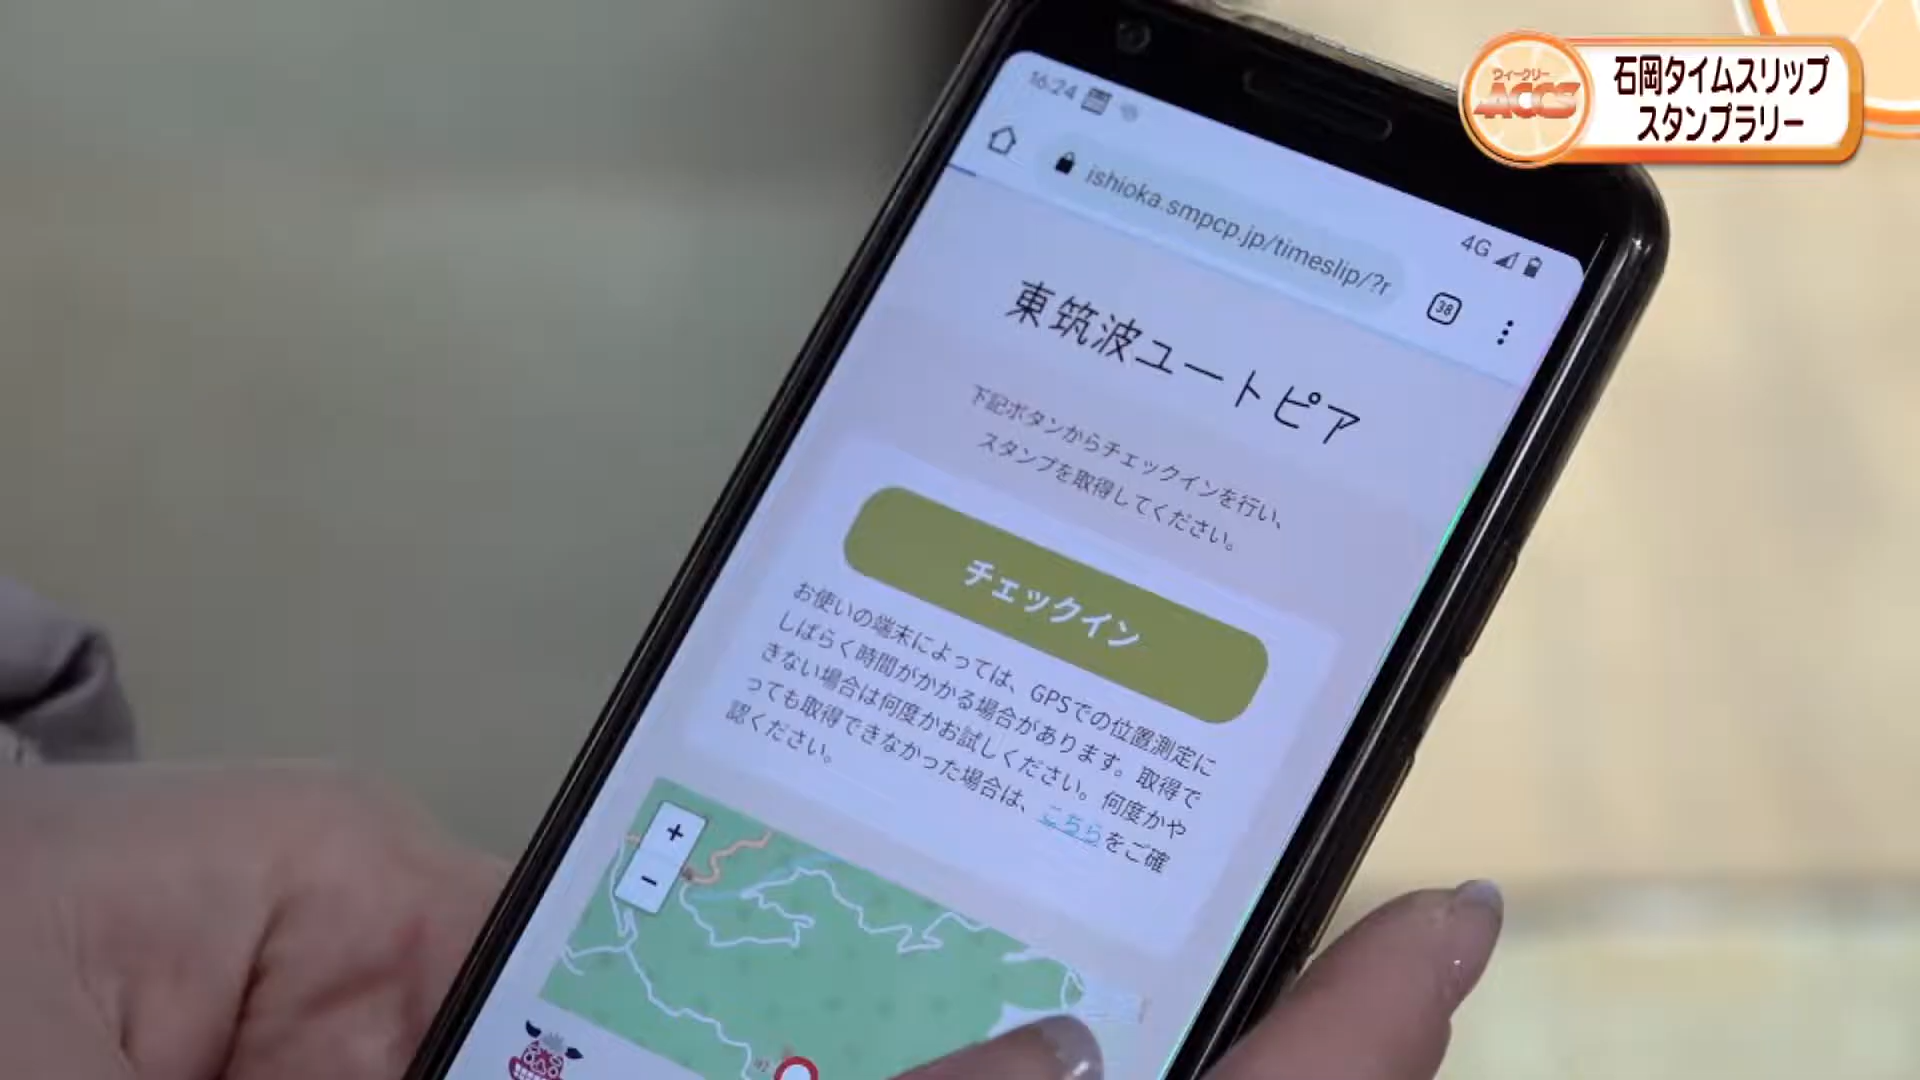 ウィークリー
ACCS
石岡タイムスリップ
スタンプラリー
16:24
4G
ishioka.smpcp.jp/timeslip/?r
38
東筑波ユートピア
下記ボタンからチェックインを行い、
スタンプを取得してください。
チェックイン
お使いの端末によっては、GPSでの位置測定に
しばらく時間がかかる場合があります。取得で
きない場合は何度かお試しください。何度かや
っても取得できなかった場合は、こちらをご確
認ください。
+
−